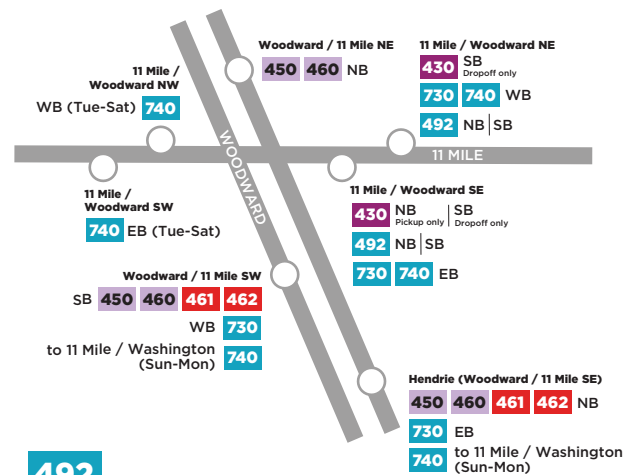 Woodward / 11 Mile NE
450 460 NB
11 Mile / Woodward NE
430 SB
Dropoff only
730 740 WB
492 NB | SB
11 Mile /
Woodward NW
WB (Tue-Sat) 740
WOODWARD
11 MILE
11 Mile /
Woodward SW
740 EB (Tue-Sat)
11 Mile / Woodward SE
430 NB | SB
Pickup only Dropoff only
492 NB | SB
730 740 EB
Woodward / 11 Mile SW
SB 450 460 461 462
WB 730
to 11 Mile / Washington 740
(Sun-Mon)
Hendrie (Woodward / 11 Mile SE)
450 460 461 462 NB
730 EB
740 to 11 Mile / Washington
(Sun-Mon)
492